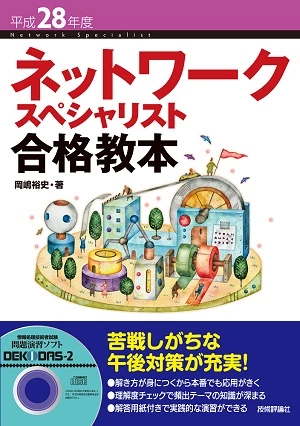 平成28年度
Network Specialist
ネットワーク
スペシャリスト
合格教本
岡嶋裕史・著
情報処理技術者試験
問題演習ソフト
DEKIDAS-2
苦戦しがちな
午後対策が充実！
●解き方が身につくから本番でも応用がきく
●理解度チェックで頻出テーマの知識が深まる
●解答用紙付きで実践的な演習ができる
技術評論社